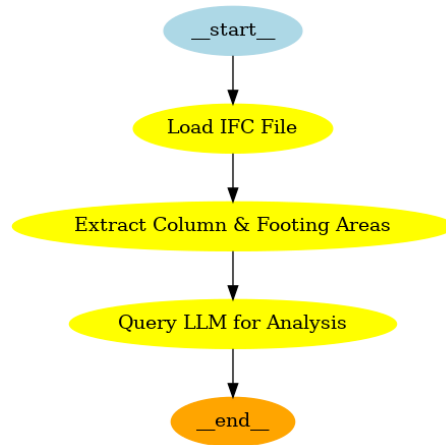 __start__
Load IFC File
Extract Column & Footing Areas
Query LLM for Analysis
__end__